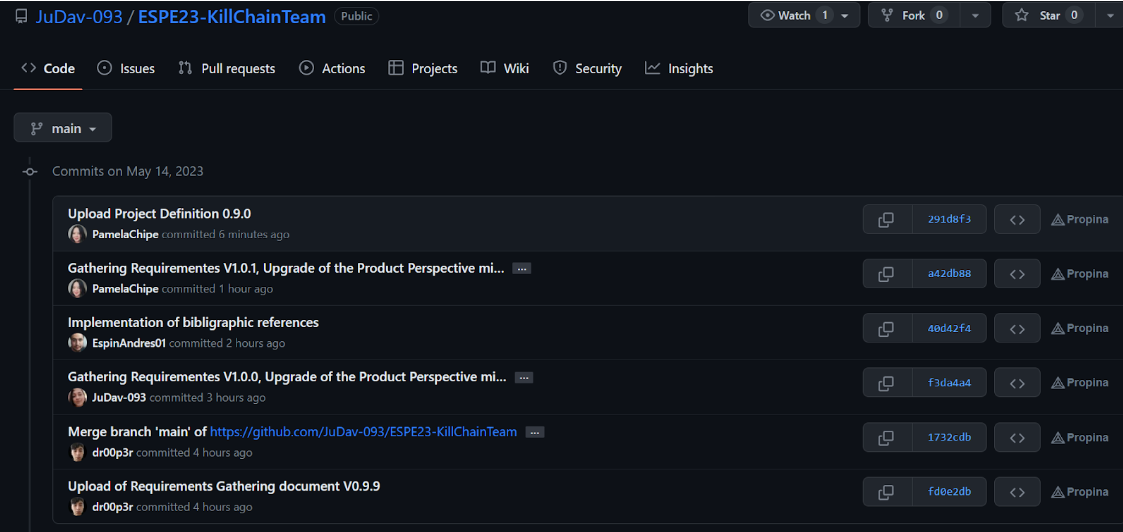 JuDav-093 / ESPE23-KillChainTeam Public Watch 1 Fork 0 Star 0
<> Code Issues Pull requests Actions Projects Wiki Security Insights
main
Commits on May 14, 2023
Upload Project Definition 0.9.0
PamelaChipe committed 6 minutes ago
291d8f3 <> Propina
Gathering Requirementes V1.0.1, Upgrade of the Product Perspective mi... ...
PamelaChipe committed 1 hour ago
a42db88 <> Propina
Implementation of bibligraphic references
EspinAndres01 committed 2 hours ago
40d42f4 <> Propina
Gathering Requirementes V1.0.0, Upgrade of the Product Perspective mi... ...
JuDav-093 committed 3 hours ago
f3da4a4 <> Propina
Merge branch 'main' of https://github.com/JuDav-093/ESPE23-KillChainTeam ...
dr00p3r committed 4 hours ago
1732cdb <> Propina
Upload of Requirements Gathering document V0.9.9
dr00p3r committed 4 hours ago
fd0e2db <> Propina